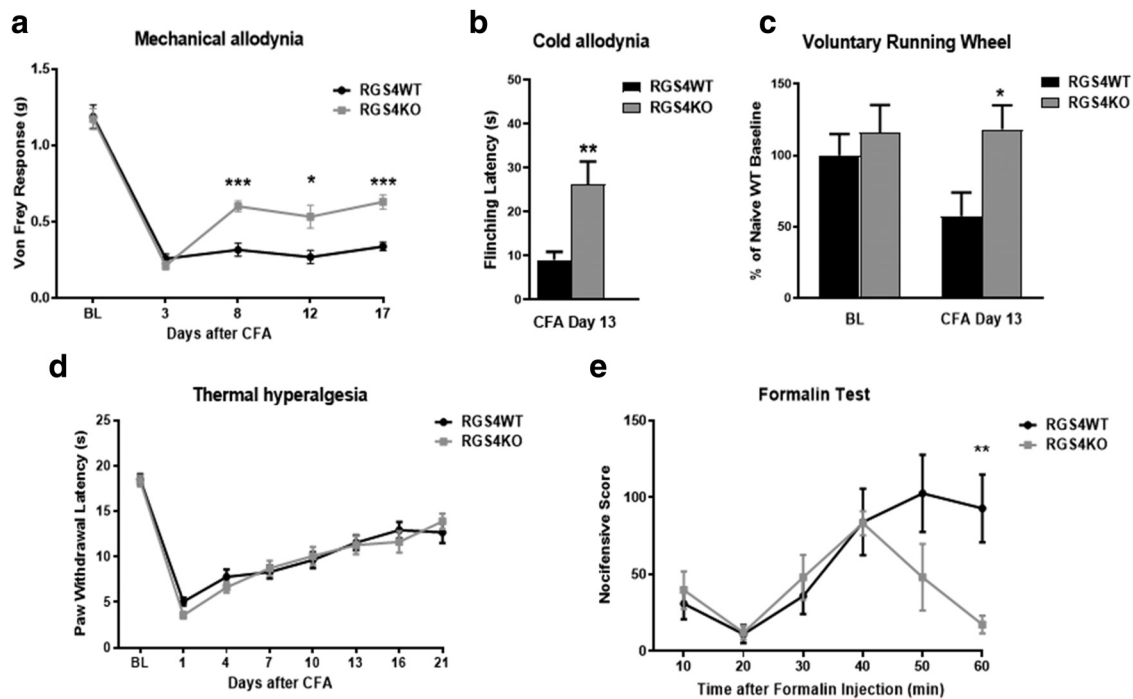 a
Mechanical allodynia
Von Frey Response (g)
1.5
1.0
0.5
0.0
RGS4WT
RGS4KO
***
*
***
BL 3 8 12 17
Days after CFA
b
Cold allodynia
Flinching Latency (s)
50
40
30
20
10
0
RGS4WT
RGS4KO
**
CFA Day 13
c
Voluntary Running Wheel
% of Naive WT Baseline
150
100
50
0
RGS4WT
RGS4KO
*
BL CFA Day 13
d
Thermal hyperalgesia
Paw Withdrawal Latency (s)
25
20
15
10
5
0
RGS4WT
RGS4KO
BL 1 4 7 10 13 16 21
Days after CFA
e
Formalin Test
Nocifensive Score
150
100
50
0
RGS4WT
RGS4KO
**
10 20 30 40 50 60
Time after Formalin Injection (min)